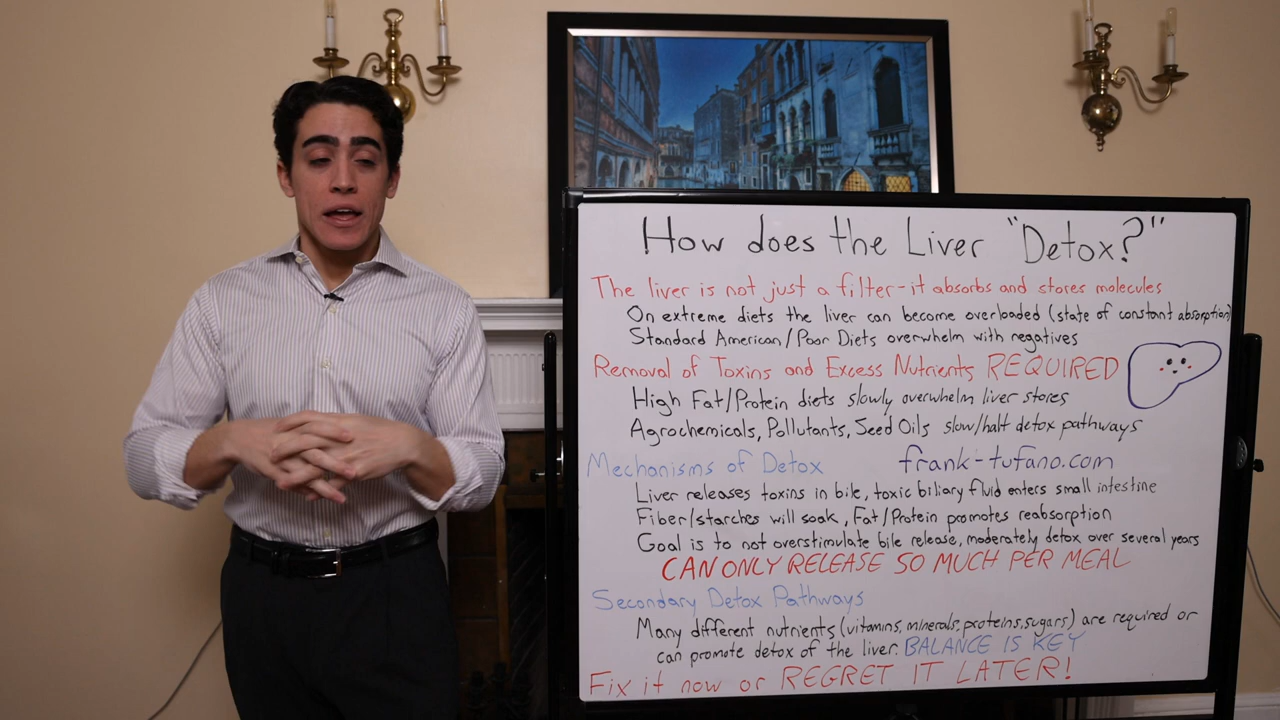 How does the Liver "Detox?"
The liver is not just a filter-it absorbs and stores molecules
On extreme diets the liver can become overloaded (state of constant absorption)
Standard American/Poor Diets overwhelm with negatives
Removal of Toxins and Excess Nutrients REQUIRED
High Fat/Protein diets slowly overwhelm liver stores
Agrochemicals, Pollutants, Seed Oils slow/halt detox pathways
Mechanisms of Detox frank-tufano.com
Liver releases toxins in bile, toxic biliary fluid enters small intestine
Fiber/starches will soak, Fat/Protein promotes reabsorption
Goal is to not overstimulate bile release, moderately detox over several years
CAN ONLY RELEASE SO MUCH PER MEAL
Secondary Detox Pathways
Many different nutrients (vitamins, minerals, proteins, sugars) are required or
can promote detox of the liver. BALANCE IS KEY
Fix it now or REGRET IT LATER!